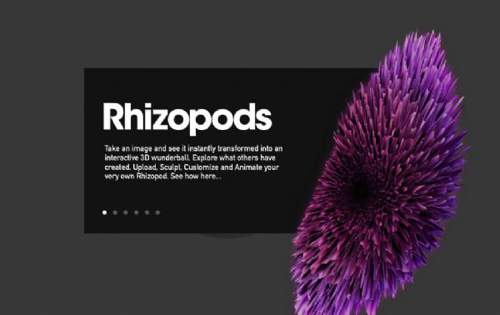 Rhizopods
Take an image and see it instantly transformed into an
interactive 3D wunderball. Explore what others have
created. Upload, Sculpt, Customize and Animate your
very own Rhizopod. See how here...